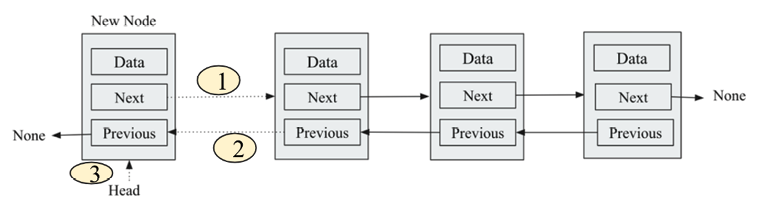 New Node
Data
Data
Data
Data
1
Next
Next
Next
Next
None
None
Previous
Previous
Previous
Previous
2
3
Head